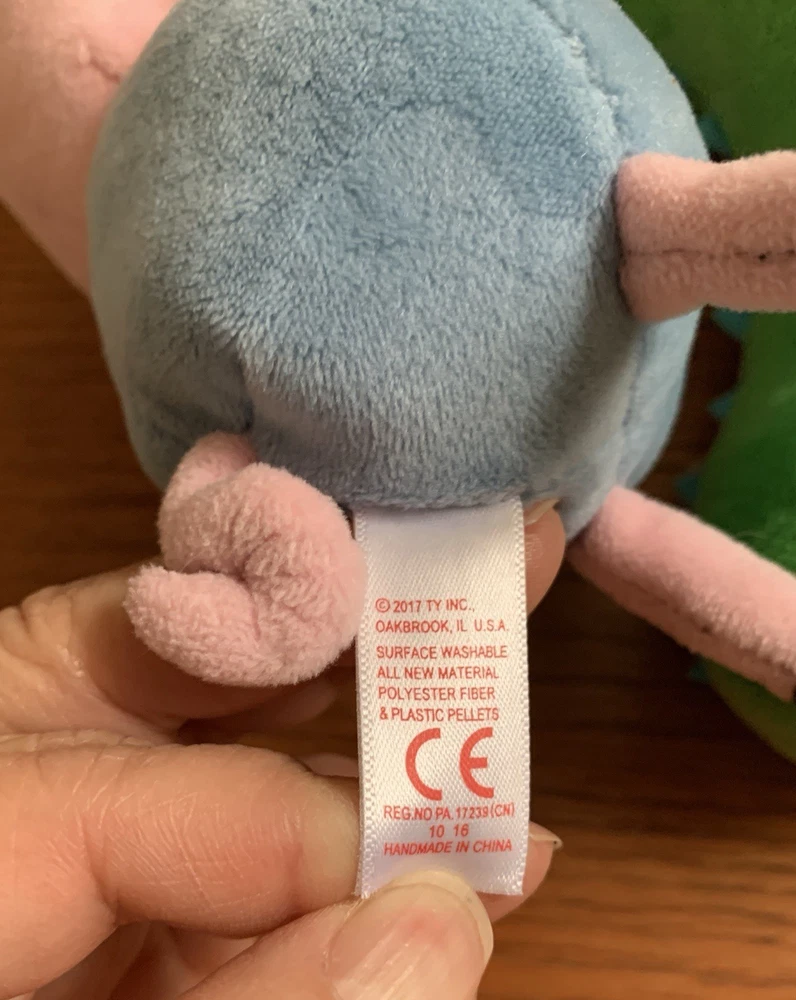 © 2017 TY INC.,
OAKBROOK, IL U.S.A.
SURFACE WASHABLE
ALL NEW MATERIAL
POLYESTER FIBER
& PLASTIC PELLETS
CE
REG.NO PA. 17239(CN)
10 16
HANDMADE IN CHINA